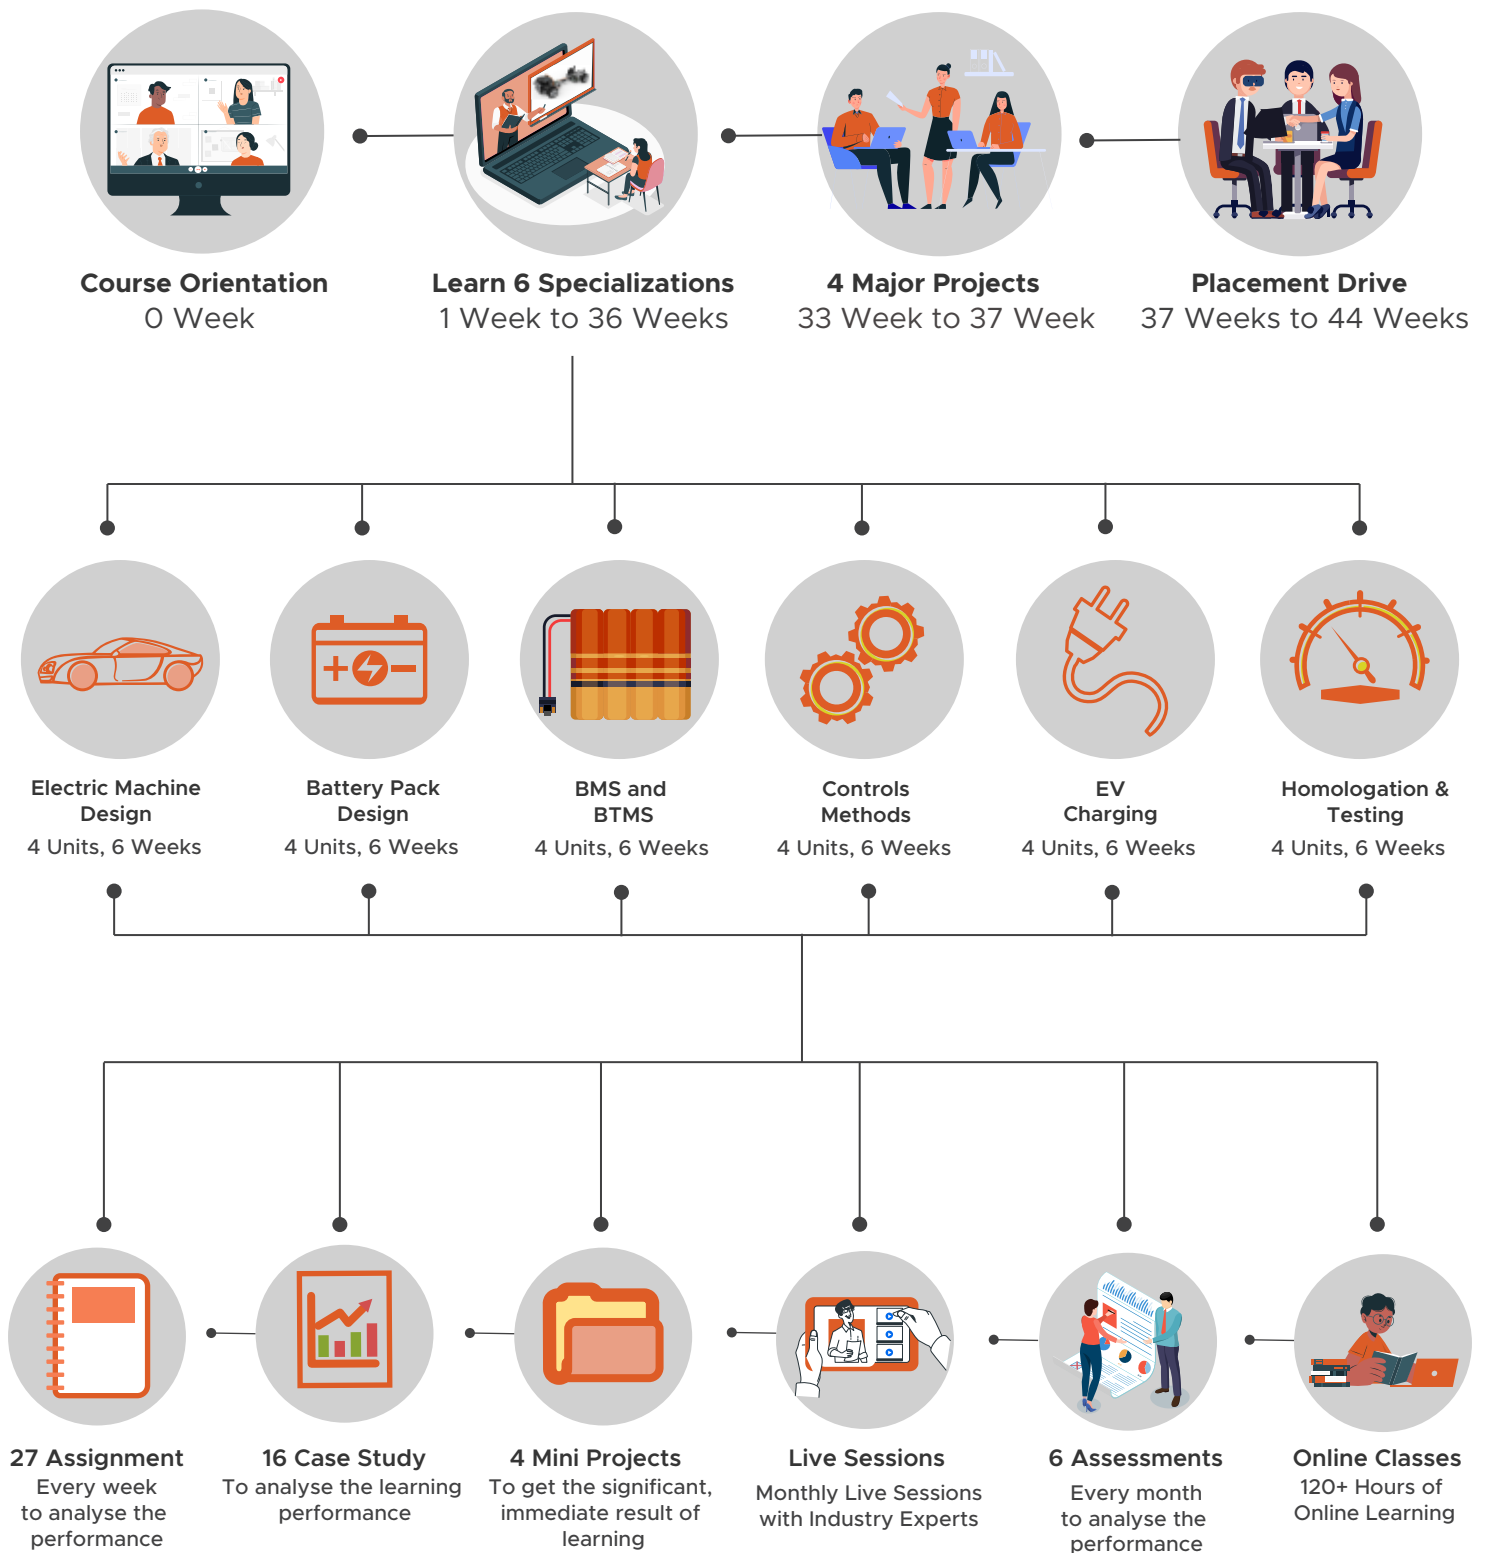 Course Orientation
0 Week
Learn 6 Specializations
1 Week to 36 Weeks
4 Major Projects
33 Week to 37 Week
Placement Drive
37 Weeks to 44 Weeks
Electric Machine
Design
4 Units, 6 Weeks
Battery Pack
Design
4 Units, 6 Weeks
BMS and
BTMS
4 Units, 6 Weeks
Controls
Methods
4 Units, 6 Weeks
EV
Charging
4 Units, 6 Weeks
Homologation &
Testing
4 Units, 6 Weeks
27 Assignment
Every week
to analyse the
performance
16 Case Study
To analyse the learning
performance
4 Mini Projects
To get the significant,
immediate result of
learning
Live Sessions
Monthly Live Sessions
with Industry Experts
6 Assessments
Every month
to analyse the
performance
Online Classes
120+ Hours of
Online Learning